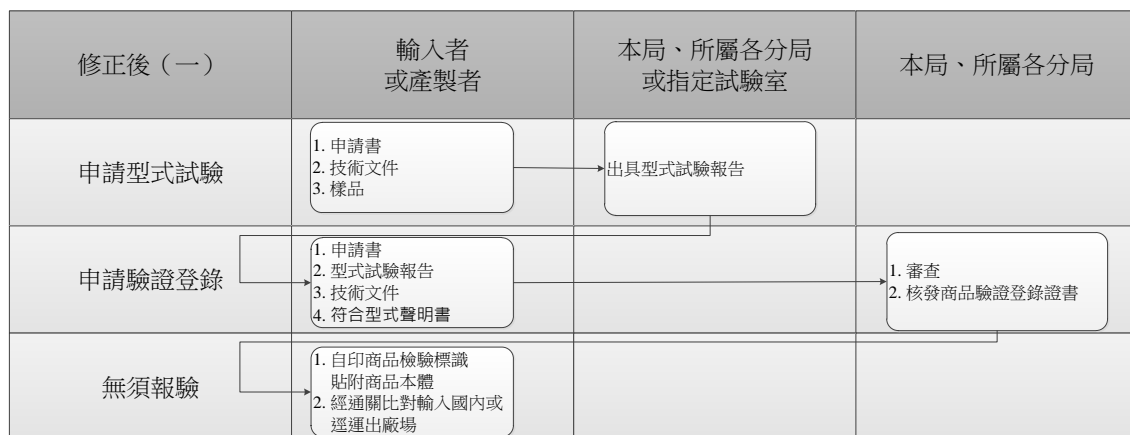 修正後（一）
輸入者
或產製者
本局、所屬各分局
或指定試驗室
本局、所屬各分局
申請型式試驗
1. 申請書
2. 技術文件
3. 樣品
出具型式試驗報告
申請驗證登錄
1. 申請書
2. 型式試驗報告
3. 技術文件
4. 符合型式聲明書
1. 審查
2. 核發商品驗證登錄證書
無須報驗
1. 自印商品檢驗標識
貼附商品本體
2. 經通關比對輸入國內或
逕運出廠場